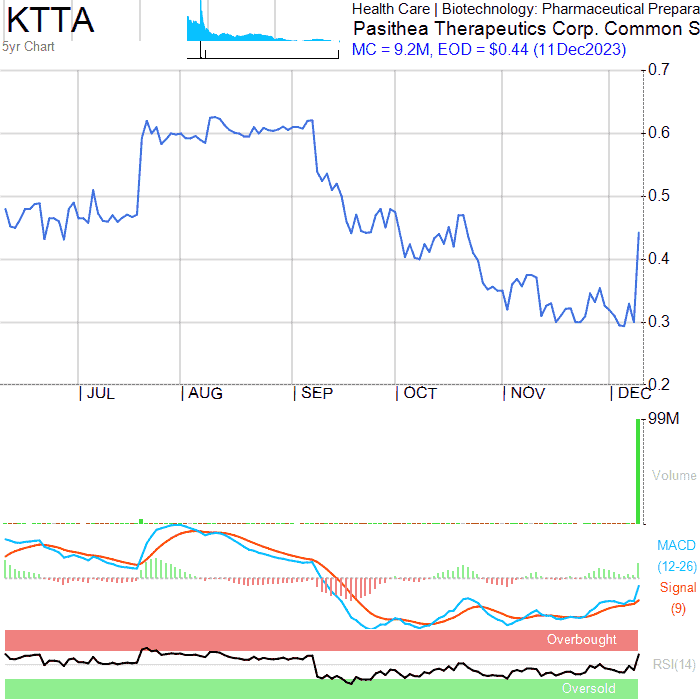 KTTA
5yr Chart
Health Care | Biotechnology: Pharmaceutical Prepara
Pasithea Therapeutics Corp. Common S
MC = 9.2M, EOD = $0.44 (11Dec2023)
0.7
0.6
0.5
0.4
0.3
0.2
| JUL | AUG | SEP | OCT | NOV | DEC
99M
Volume
MACD
(12-26)
Signal
(9)
Overbought
RSI(14)
Oversold